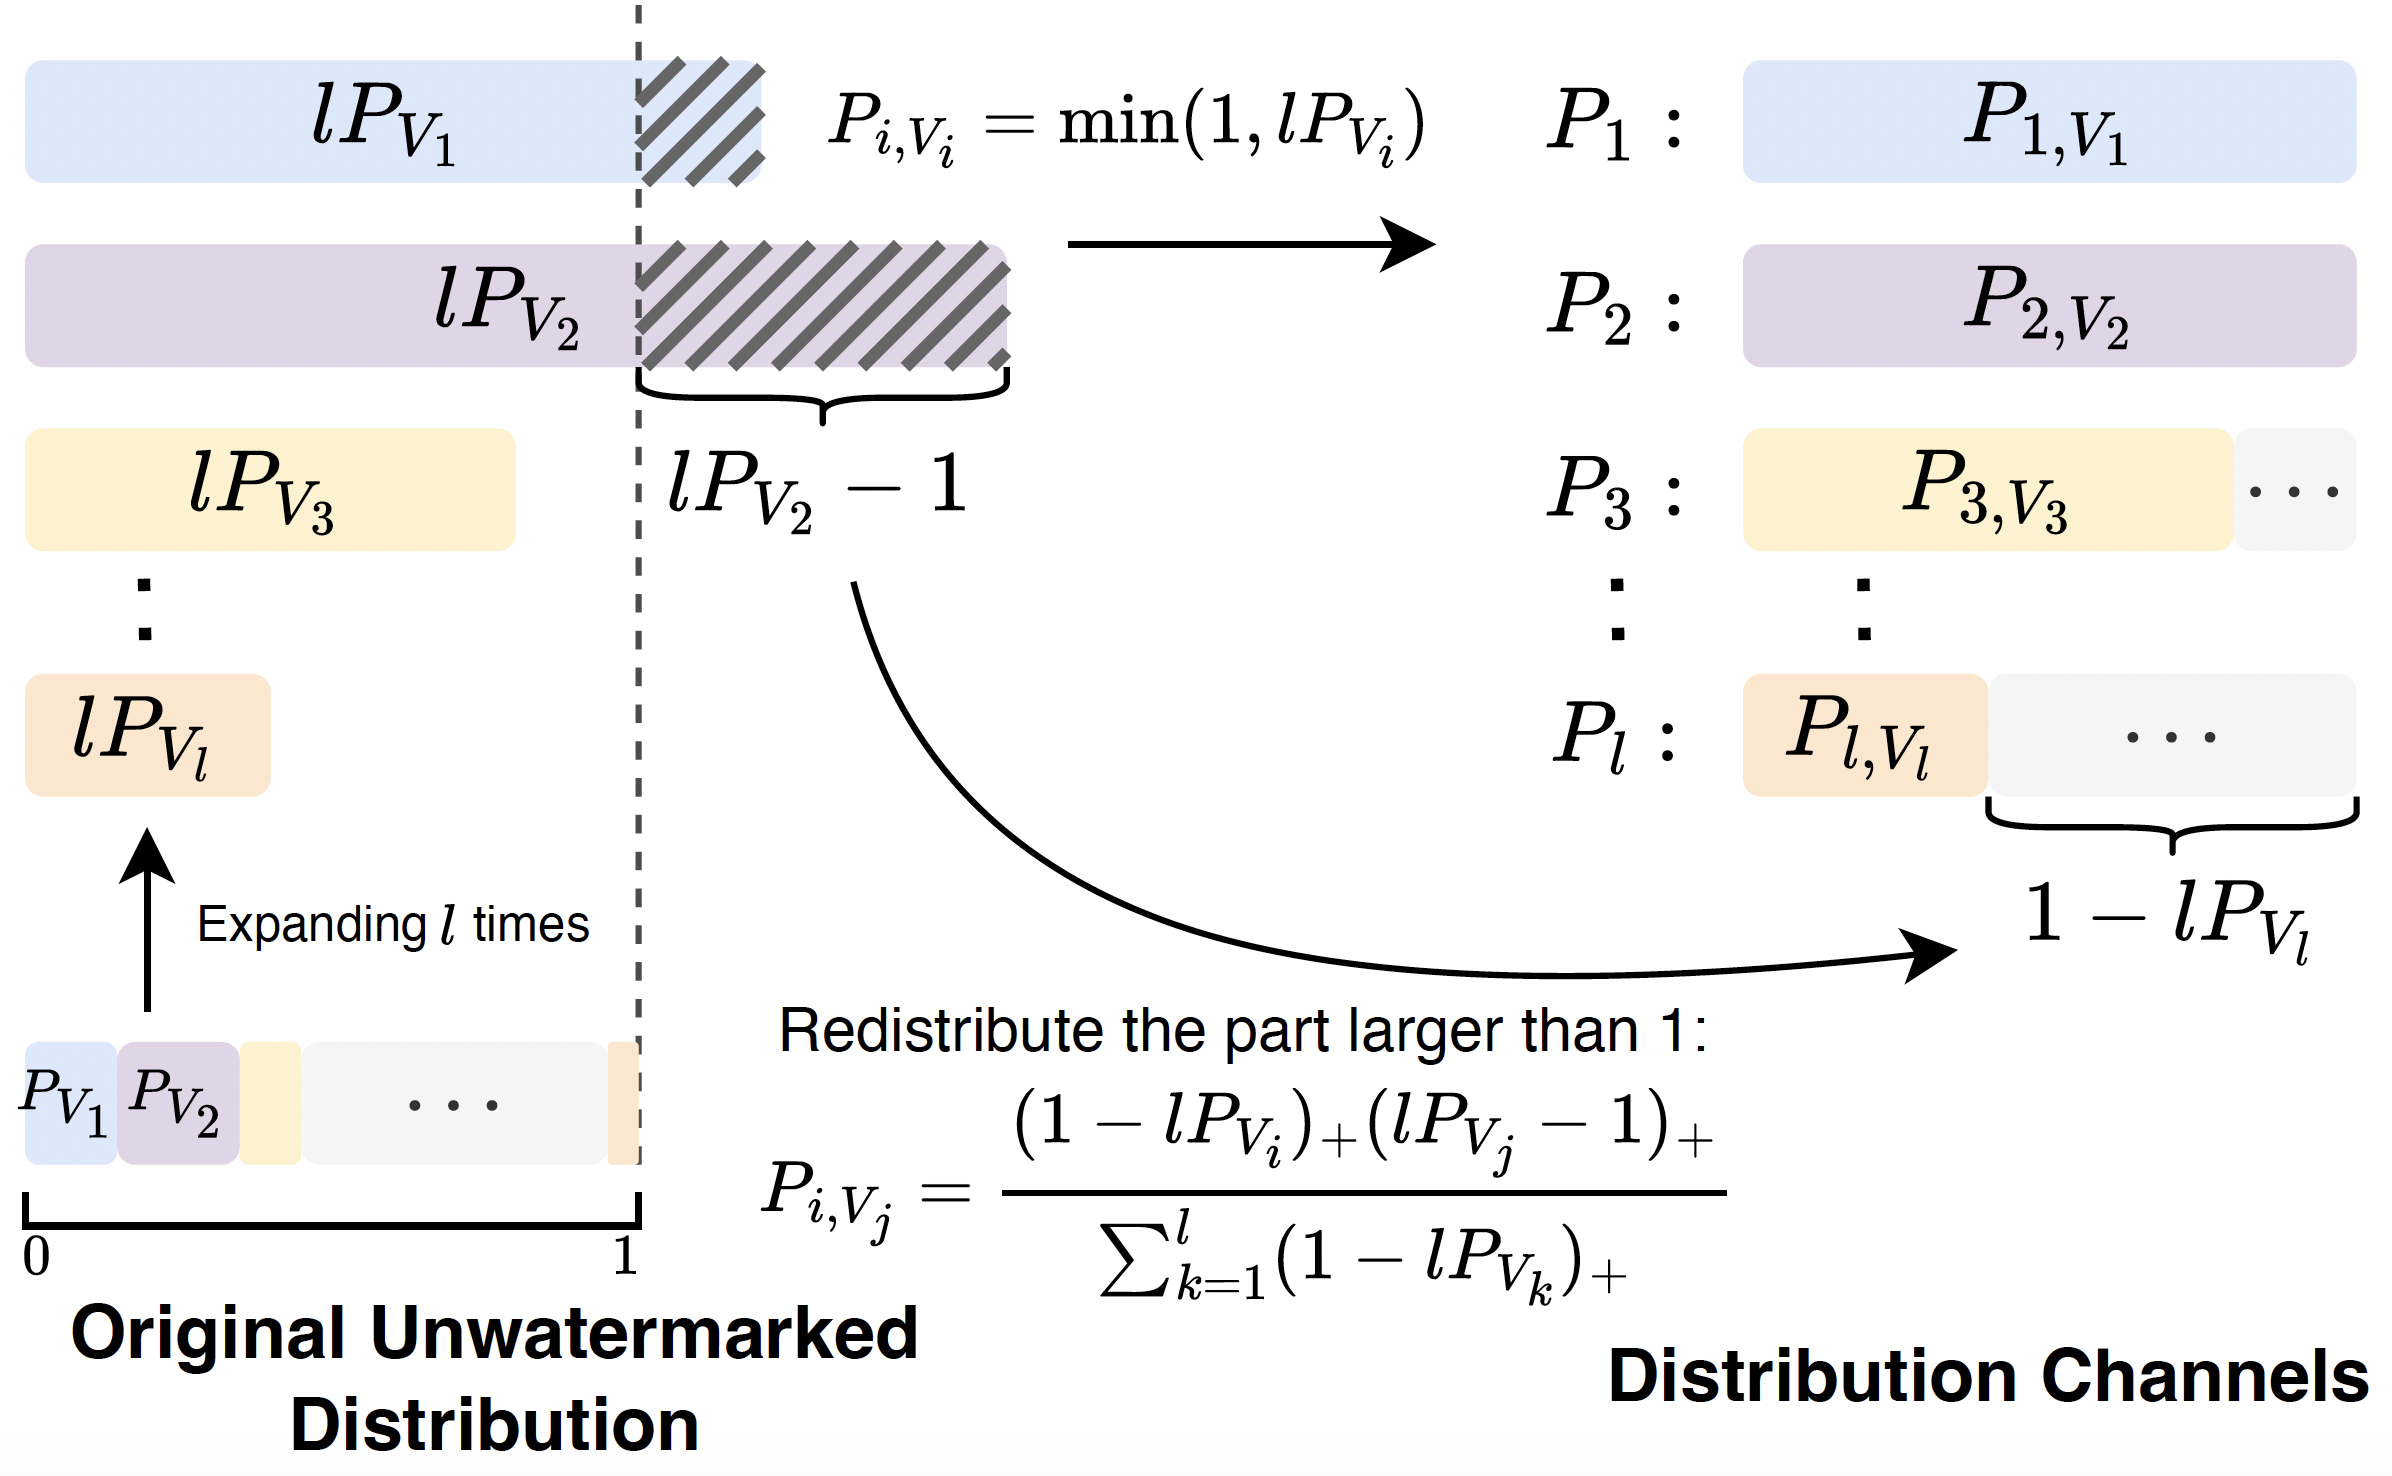 lP_{V_1}
P_{i,V_i} = min(1, lP_{V_i})
P_1 :
P_{1,V_1}
lP_{V_2}
P_2 :
P_{2,V_2}
lP_{V_3}
lP_{V_2} − 1
P_3 :
P_{3,V_3}
···
:
:
:
lP_{V_l}
P_l :
P_{l,V_l}
···
1 − lP_{V_l}
Expanding l times
Redistribute the part larger than 1:
P_{V_1}
P_{V_2}
···
P_{i,V_j} = \frac{(1 − lP_{V_i})_+(lP_{V_j} − 1)_+}{\sum_{k=1}^{l}(1 − lP_{V_k})_+}
0
1
Original Unwatermarked
Distribution
Distribution Channels